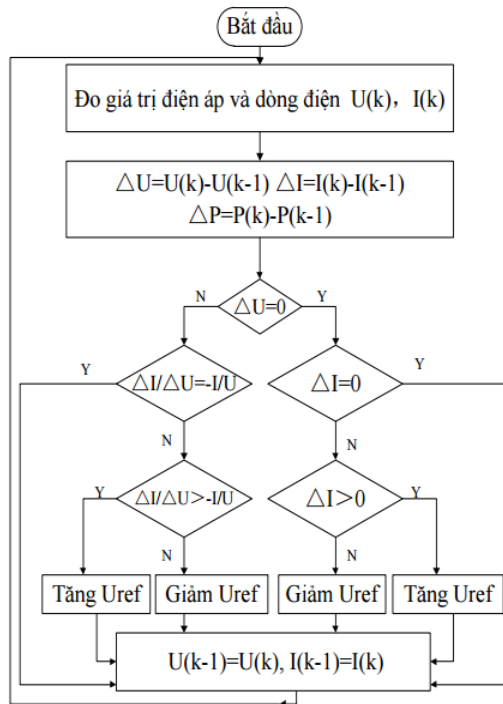 Bắt đầu
Đo giá trị điện áp và dòng điện U(k), I(k)
△U=U(k)-U(k-1) △I=I(k)-I(k-1)
△P=P(k)-P(k-1)
N
△U=0
Y
Y
△I/△U=-I/U
△I=0
Y
N
N
Y
△I/△U>-I/U
△I>0
Y
N
N
Tăng Uref
Giảm Uref
Giảm Uref
Tăng Uref
U(k-1)=U(k), I(k-1)=I(k)